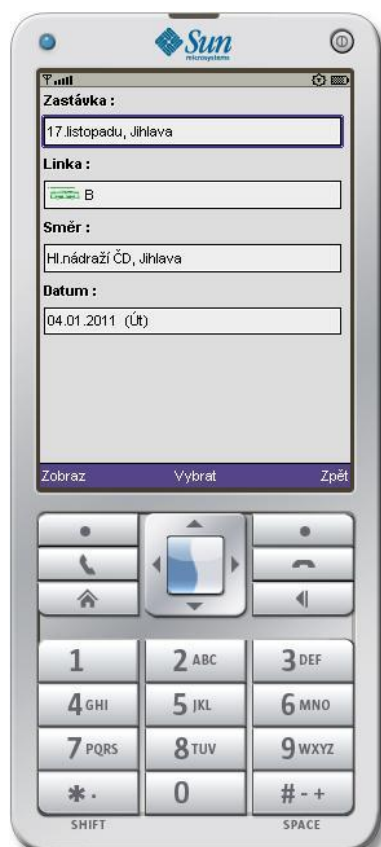 Sun
microsystems
Zastávka :
17.listopadu, Jihlava
Linka :
B
Směr :
Hl.nádraží ČD, Jihlava
Datum :
04.01.2011 (Út)
Zobraz Vybrat Zpět
1 2 ABC 3 DEF
4 GHI 5 JKL 6 MNO
7 PQRS 8 TUV 9 WXYZ
* . 0 # - +
SHIFT SPACE